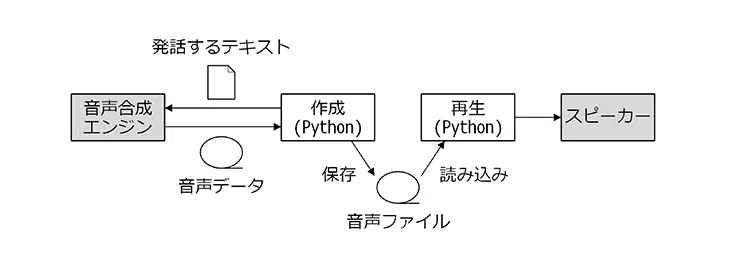 発話するテキスト
音声合成
エンジン
作成
(Python)
再生
(Python)
スピーカー
音声データ
保存
読み込み
音声ファイル